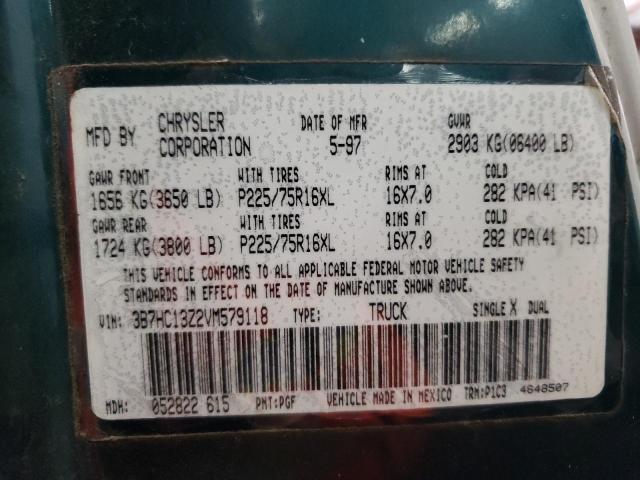 MFD BY CHRYSLER CORPORATION DATE OF MFR 5-97 GVWR 2903 KG(06400 LB)
GAWR FRONT WITH TIRES RIMS AT COLD
1656 KG(3650 LB) P225/75R16XL 16X7.0 282 KPA(41 PSI)
GAWR REAR WITH TIRES RIMS AT COLD
1724 KG(3800 LB) P225/75R16XL 16X7.0 282 KPA(41 PSI)
THIS VEHICLE CONFORMS TO ALL APPLICABLE FEDERAL MOTOR VEHICLE SAFETY
STANDARDS IN EFFECT ON THE DATE OF MANUFACTURE SHOWN ABOVE.
VIN: 3B7HC13Z2VM579118 TYPE: TRUCK SINGLE X DUAL
MDH: 052822 615 PNT:PGF VEHICLE MADE IN MEXICO TRM:P1C9 4648507